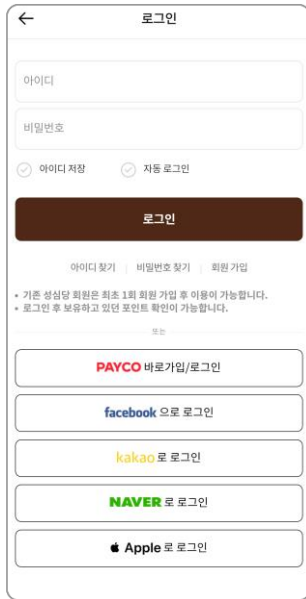 로그인
아이디
비밀번호
아이디 저장 자동 로그인
로그인
아이디 찾기 | 비밀번호 찾기 | 회원 가입
• 기존 성심당 회원은 최초 1회 회원 가입 후 이용이 가능합니다.
• 로그인 후 보유하고 있던 포인트 확인이 가능합니다.
또는
PAYCO 바로가입/로그인
facebook 으로 로그인
kakao 로 로그인
NAVER 로 로그인
Apple 로 로그인